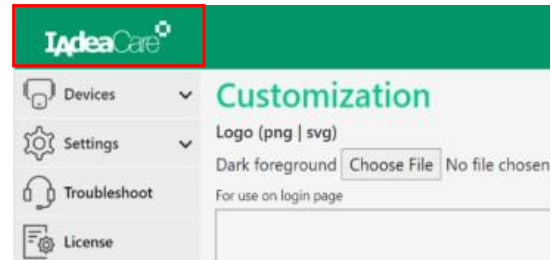 IAdeaCare
Devices
Settings
Troubleshoot
License
Customization
Logo (png | svg)
Dark foreground Choose File No file chosen
For use on login page